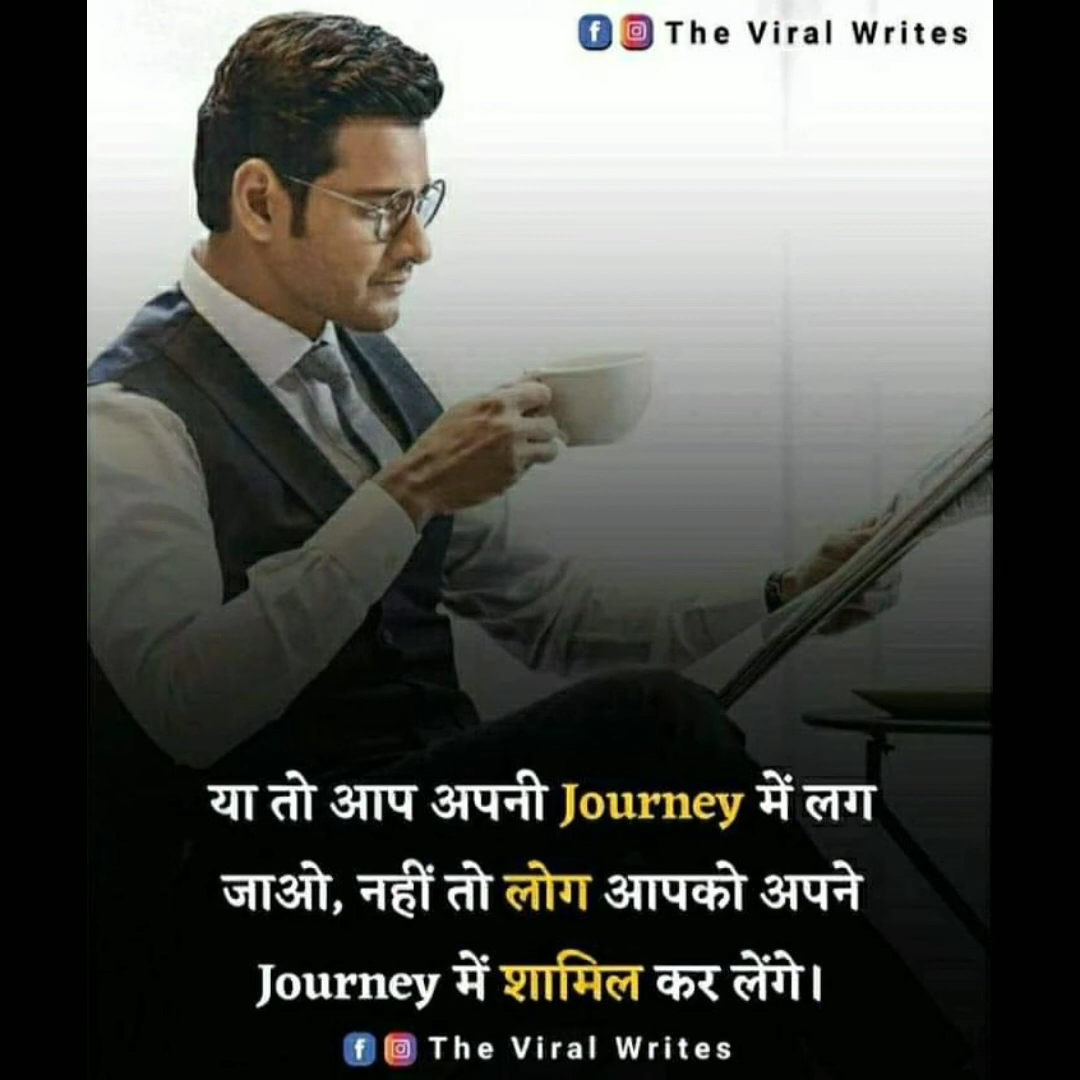 The Viral Writes
या तो आप अपनी Journey में लग
जाओ, नहीं तो लोग आपको अपने
Journey में शामिल कर लेंगे।
The Viral Writes